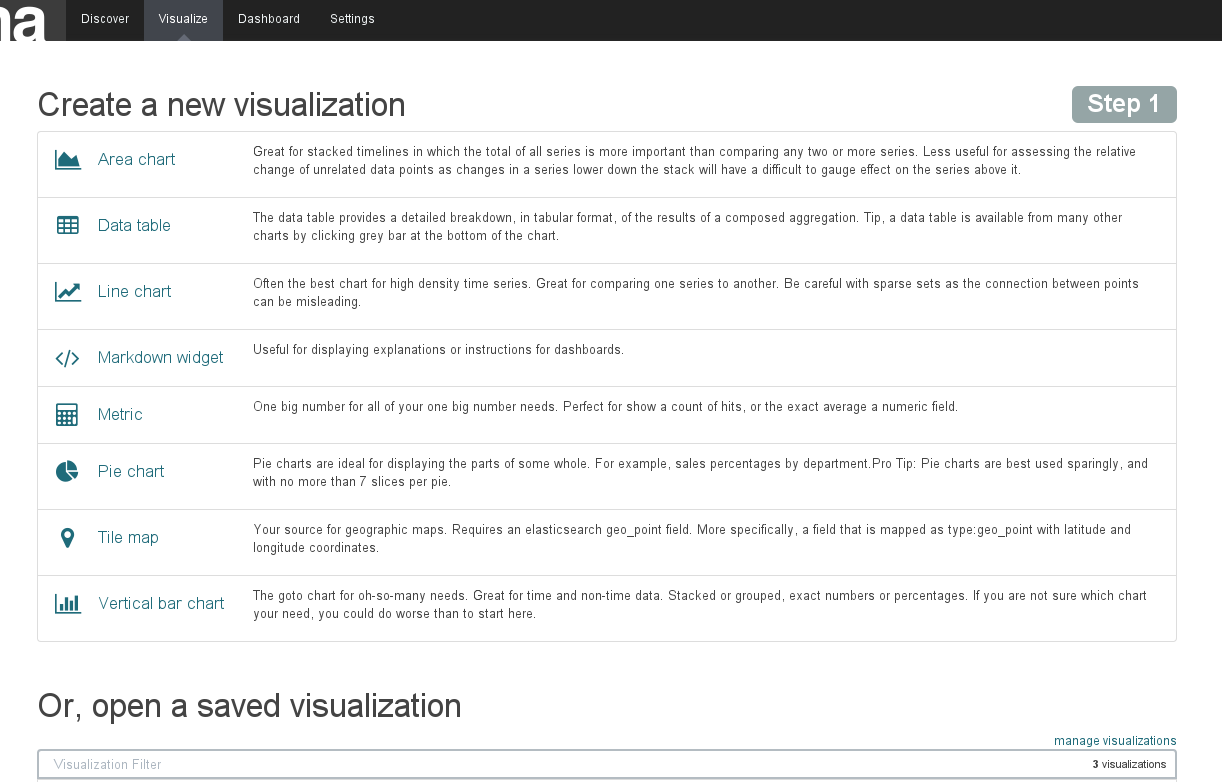 na
Discover
Visualize
Dashboard
Settings
Create a new visualization
Step 1
Area chart
Great for stacked timelines in which the total of all series is more important than comparing any two or more series. Less useful for assessing the relative
change of unrelated data points as changes in a series lower down the stack will have a difficult to gauge effect on the series above it.
Data table
The data table provides a detailed breakdown, in tabular format, of the results of a composed aggregation. Tip, a data table is available from many other
charts by clicking grey bar at the bottom of the chart.
Line chart
Often the best chart for high density time series. Great for comparing one series to another. Be careful with sparse sets as the connection between points
can be misleading.
Markdown widget
Useful for displaying explanations or instructions for dashboards.
Metric
One big number for all of your one big number needs. Perfect for show a count of hits, or the exact average a numeric field.
Pie chart
Pie charts are ideal for displaying the parts of some whole. For example, sales percentages by department.Pro Tip: Pie charts are best used sparingly, and
with no more than 7 slices per pie.
Tile map
Your source for geographic maps. Requires an elasticsearch geo_point field. More specifically, a field that is mapped as type:geo_point with latitude and
longitude coordinates.
Vertical bar chart
The goto chart for oh-so-many needs. Great for time and non-time data. Stacked or grouped, exact numbers or percentages. If you are not sure which chart
your need, you could do worse than to start here.
Or, open a saved visualization
manage visualizations
Visualization Filter
3 visualizations